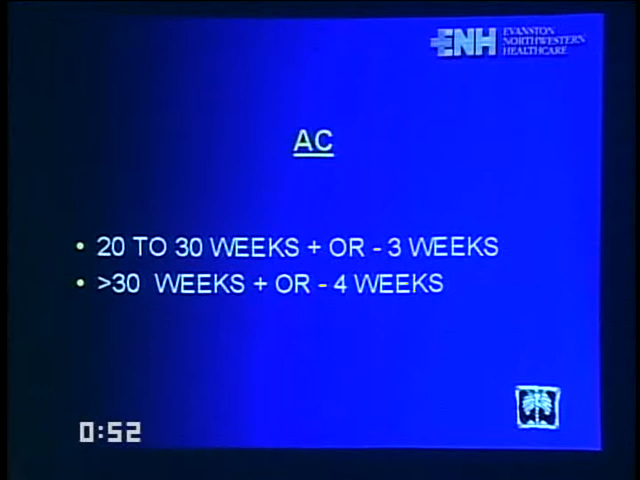 ENH EVANSTON
NORTHWESTERN
HEALTHCARE
AC
• 20 TO 30 WEEKS + OR - 3 WEEKS
• >30 WEEKS + OR - 4 WEEKS
0:52